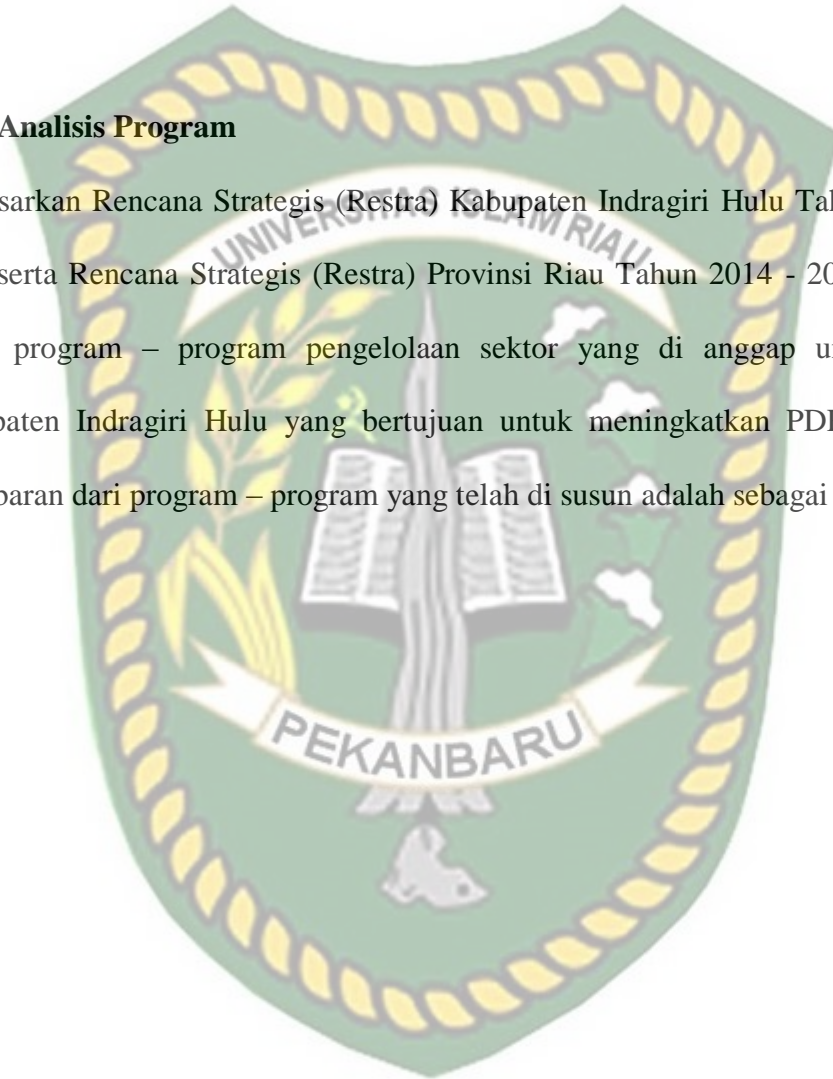 Analisis Program
sarkan Rencana Strategis (Restra) Kabupaten Indragiri Hulu Tal
serta Rencana Strategis (Restra) Provinsi Riau Tahun 2014 - 20
program – program pengelolaan sektor yang di anggap u
paten Indragiri Hulu yang bertujuan untuk meningkatkan PD
baran dari program – program yang telah di susun adalah sebagai
UNIVERSITAS ISLAM RIAU
PEKANBARU